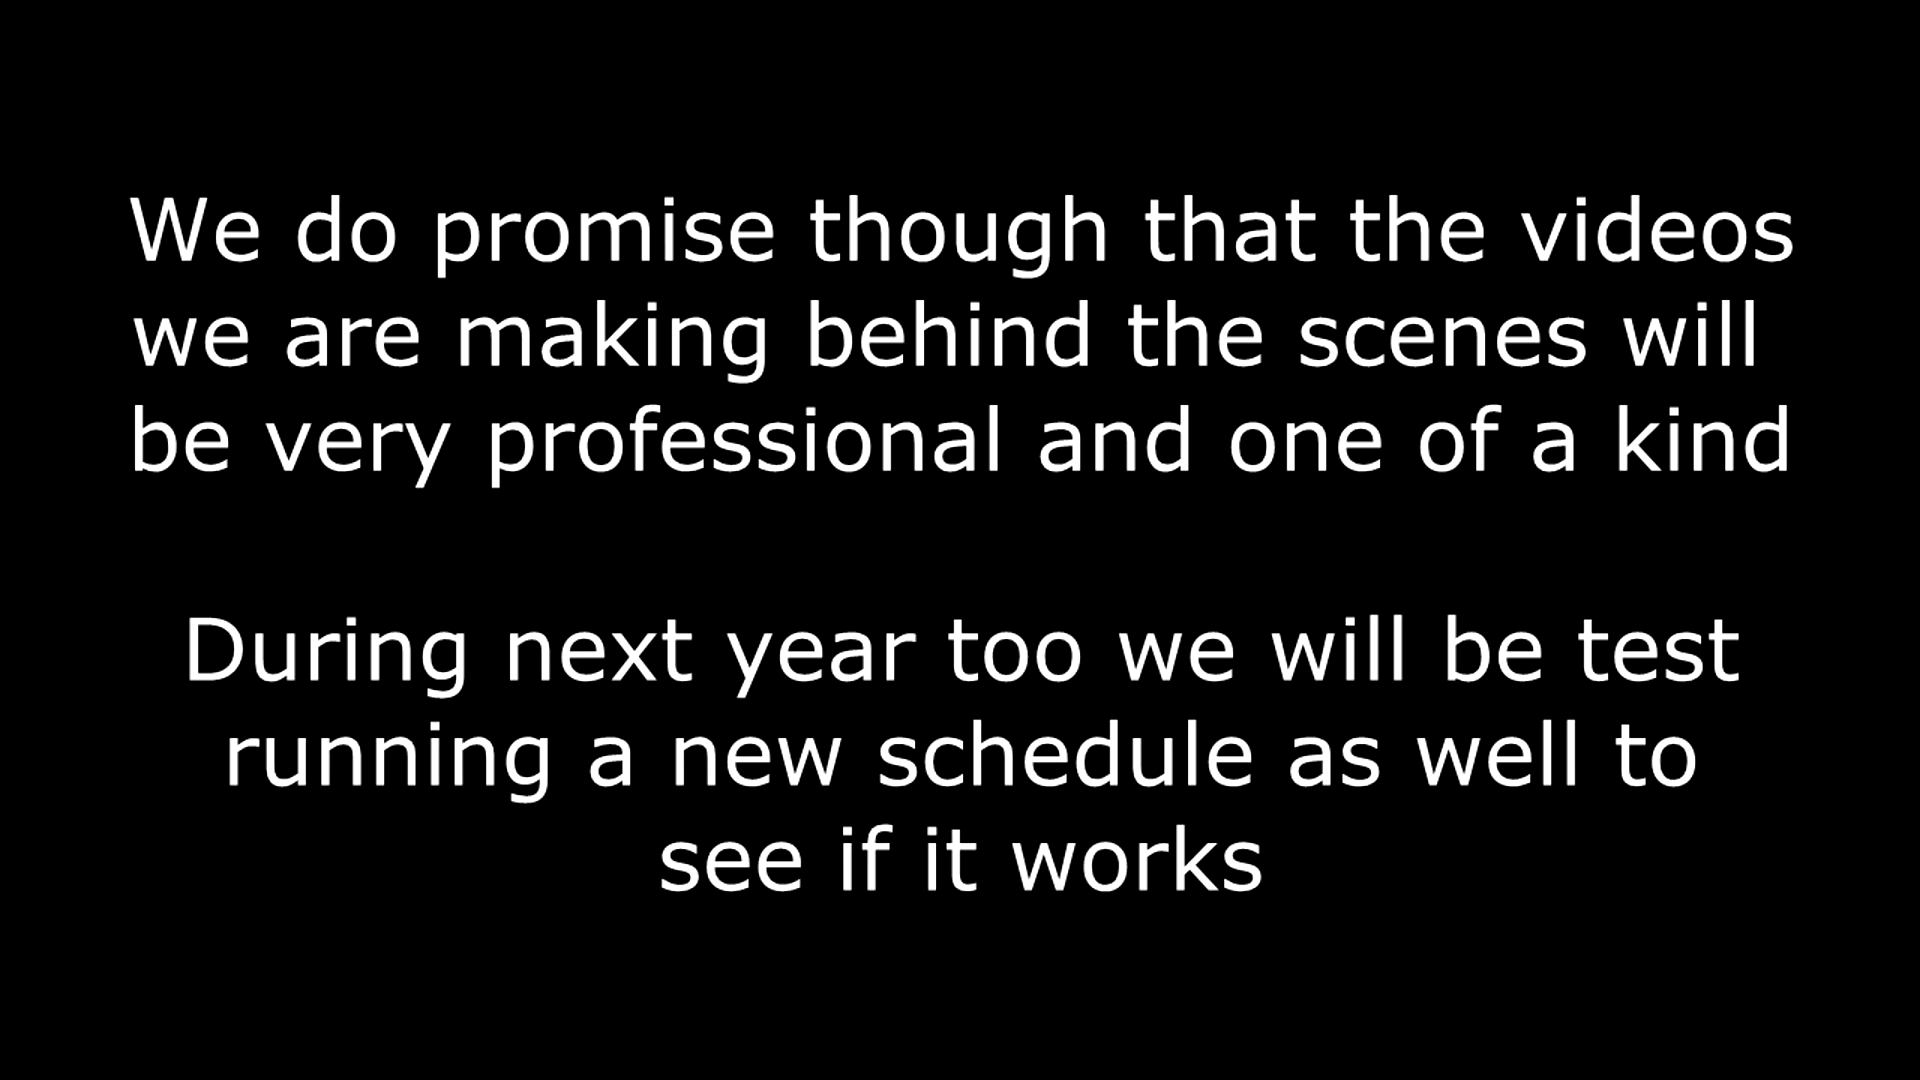 We do promise though that the videos
we are making behind the scenes will
be very professional and one of a kind
During next year too we will be test
running a new schedule as well to
see if it works